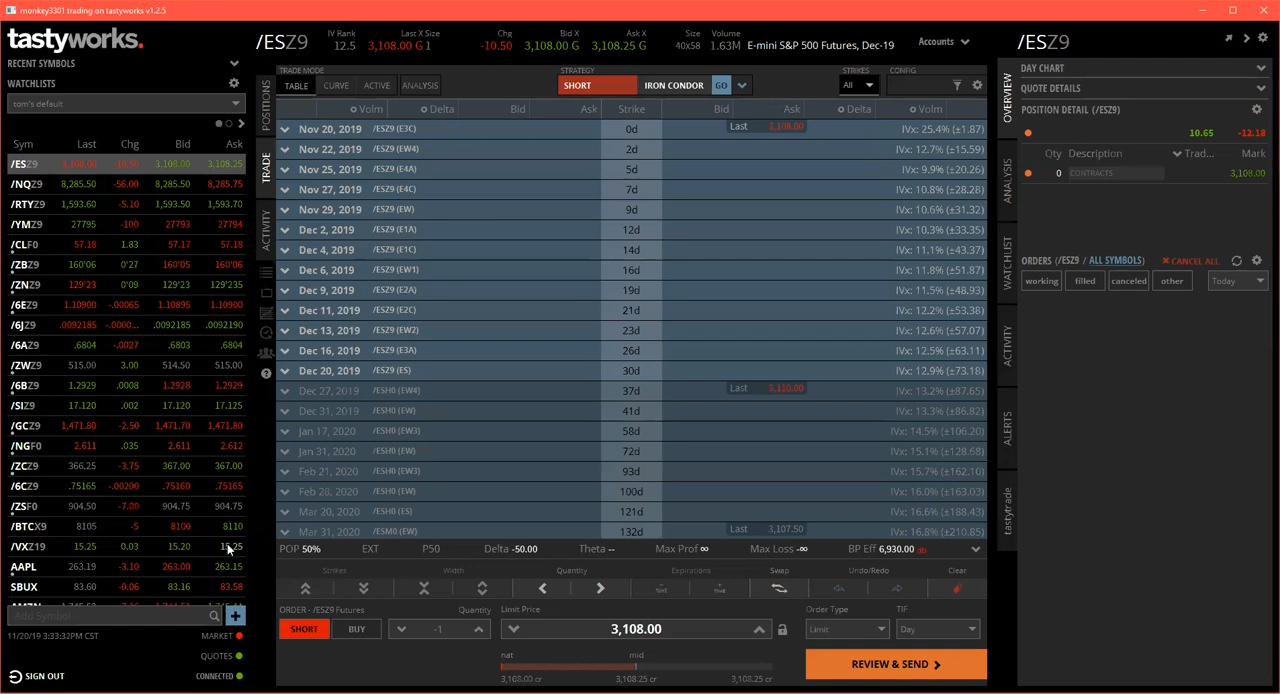 monkey3301 trading on tastyworks v1.2.5
tastyworks.
RECENT SYMBOLS
WATCHLISTS
tom's default
Sym Last Chg Bid Ask
/ESZ9 3,108.00 -10.50 3,108.00 3,108.25
/NQZ9 8,285.50 -56.00 8,285.50 8,285.75
/RTYZ9 1,593.60 -5.10 1,593.50 1,593.70
/YMZ9 27795 -100 27793 27794
/CLF0 57.18 1.83 57.17 57.18
/ZBZ9 160'06 0'27 160'05 160'06
/ZNZ9 129'23 0'09 129'23 129'235
/6EZ9 1.10900 -.00065 1.10895 1.10900
/6JZ9 .0092185 -.0000... .0092185 .0092190
/6AZ9 .6804 -.0027 .6803 .6804
/ZWZ9 515.00 3.00 514.50 515.00
/6BZ9 1.2929 .0008 1.2928 1.2929
/SIZ9 17.120 .002 17.120 17.125
/GCZ9 1,471.80 -2.50 1,471.70 1,471.80
/NGF0 2.611 .035 2.611 2.612
/ZCZ9 366.25 -3.75 367.00 367.00
/6CZ9 .75165 -.00200 .75160 .75165
/ZSF0 904.50 -7.00 904.75 904.75
/BTCX9 8105 -5 8100 8110
/VXZ19 15.25 0.03 15.20 15.25
AAPL 263.19 -3.10 263.00 263.15
SBUX 83.60 -0.06 83.16 83.58
Add Symbol
11/20/19 3:33:32PM CST MARKET
QUOTES
SIGN OUT CONNECTED
/ESZ9
IV Rank Last X Size Chg Bid X Ask X Size Volume
12.5 3,108.00 G 1 -10.50 3,108.00 G 3,108.25 G 40x58 1.63M E-mini S&P 500 Futures, Dec-19
Accounts
POSITIONS
TRADE
ACTIVITY
TRADE MODE STRATEGY STRIKES CONFIG
TABLE CURVE ACTIVE ANALYSIS SHORT IRON CONDOR GO All
Volm Delta Bid Ask Strike Bid Ask Delta Volm
Last 3,108.00
Nov 20, 2019 /ESZ9 (E3C) 0d IVx: 25.4% (±1.87)
Nov 22, 2019 /ESZ9 (EW4) 2d IVx: 12.7% (±15.59)
Nov 25, 2019 /ESZ9 (E4A) 5d IVx: 9.9% (±20.26)
Nov 27, 2019 /ESZ9 (E4C) 7d IVx: 10.8% (±28.28)
Nov 29, 2019 /ESZ9 (EW) 9d IVx: 10.6% (±31.32)
Dec 2, 2019 /ESZ9 (E1A) 12d IVx: 10.3% (±33.35)
Dec 4, 2019 /ESZ9 (E1C) 14d IVx: 11.1% (±43.37)
Dec 6, 2019 /ESZ9 (EW1) 16d IVx: 11.8% (±51.87)
Dec 9, 2019 /ESZ9 (E2A) 19d IVx: 11.5% (±48.93)
Dec 11, 2019 /ESZ9 (E2C) 21d IVx: 12.2% (±53.38)
Dec 13, 2019 /ESZ9 (EW2) 23d IVx: 12.6% (±57.07)
Dec 16, 2019 /ESZ9 (E3A) 26d IVx: 12.5% (±63.11)
Dec 20, 2019 /ESZ9 (ES) 30d IVx: 12.9% (±73.18)
Last 3,110.00
Dec 27, 2019 /ESH0 (EW4) 37d IVx: 13.2% (±87.65)
Dec 31, 2019 /ESH0 (EW) 41d IVx: 13.3% (±86.82)
Jan 17, 2020 /ESH0 (EW3) 58d IVx: 14.5% (±106.20)
Jan 31, 2020 /ESH0 (EW) 72d IVx: 15.1% (±128.68)
Feb 21, 2020 /ESH0 (EW3) 93d IVx: 15.7% (±162.10)
Feb 28, 2020 /ESH0 (EW) 100d IVx: 16.0% (±163.03)
Mar 20, 2020 /ESH0 (ES) 121d IVx: 16.6% (±188.43)
Last 3,107.50
Mar 31, 2020 /ESM0 (EW) 132d IVx: 16.8% (±210.85)
POP 50% EXT P50 Delta -50.00 Theta -- Max Prof ∞ Max Loss -∞ BP Eff 6,930.00 db
Strikes Width Quantity Expirations Swap Undo/Redo Clear
ORDER - /ESZ9 Futures Quantity Limit Price Order Type TIF
SHORT BUY -1 3,108.00 Limit Day
nat mid
3,108.00 cr 3,108.25 cr 3,108.25 cr
REVIEW & SEND
OVERVIEW
ANALYSIS
WATCHLIST
ACTIVITY
ALERTS
tastytrade
/ESZ9
DAY CHART
QUOTE DETAILS
POSITION DETAIL (/ESZ9)
10.65 -12.18
Qty Description Trad... Mark
0 CONTRACTS 3,108.00
ORDERS (/ESZ9 / ALL SYMBOLS) CANCEL ALL
working filled canceled other Today